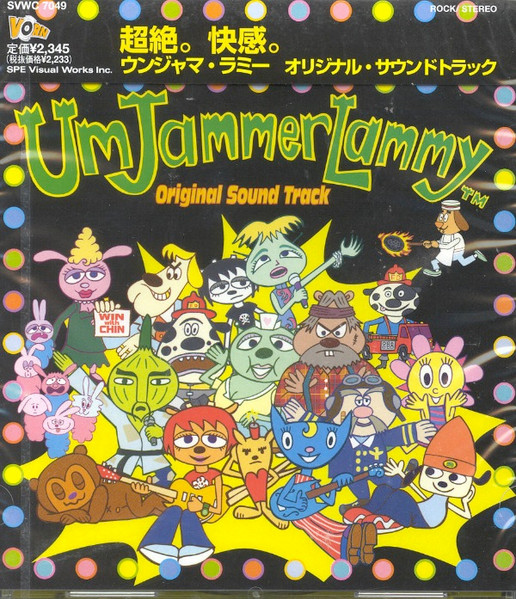 SVWC 7049
ROCK/STEREO
VORN
定価¥2,345
(税抜価格¥2,233)
SPE Visual Works Inc.
超絶。快感。
ウンジャマ・ラミー オリジナル・サウンドトラック
UmJammerLammy
TM
Original Sound Track
WIN
with
CHIN